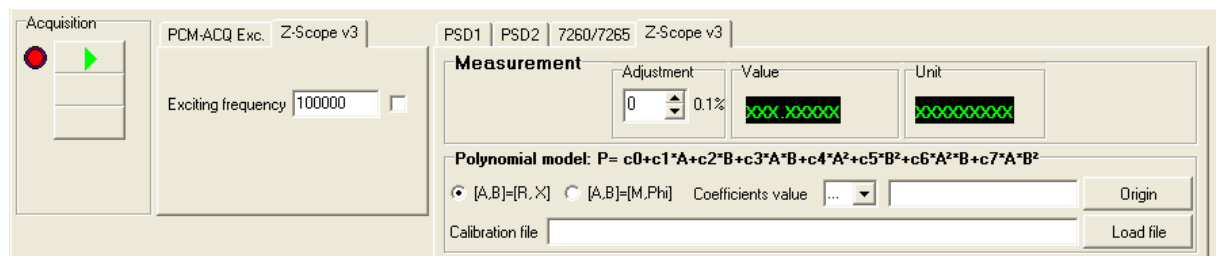 Acquisition
PCM-ACQ Exc. Z-Scope v3
Exciting frequency 100000
PSD1 PSD2 7260/7265 Z-Scope v3
Measurement
Adjustment
0 0.1%
Value
XXX.XXXXX
Unit
XXXXXXXXXX
Polynomial model: P= c0+c1*A+c2*B+c3*A*B+c4*A²+c5*B²+c6*A²*B+c7*A*B²
[A,B]=[R,X] [A,B]=[M,Phi] Coefficients value ... Origin
Calibration file Load file